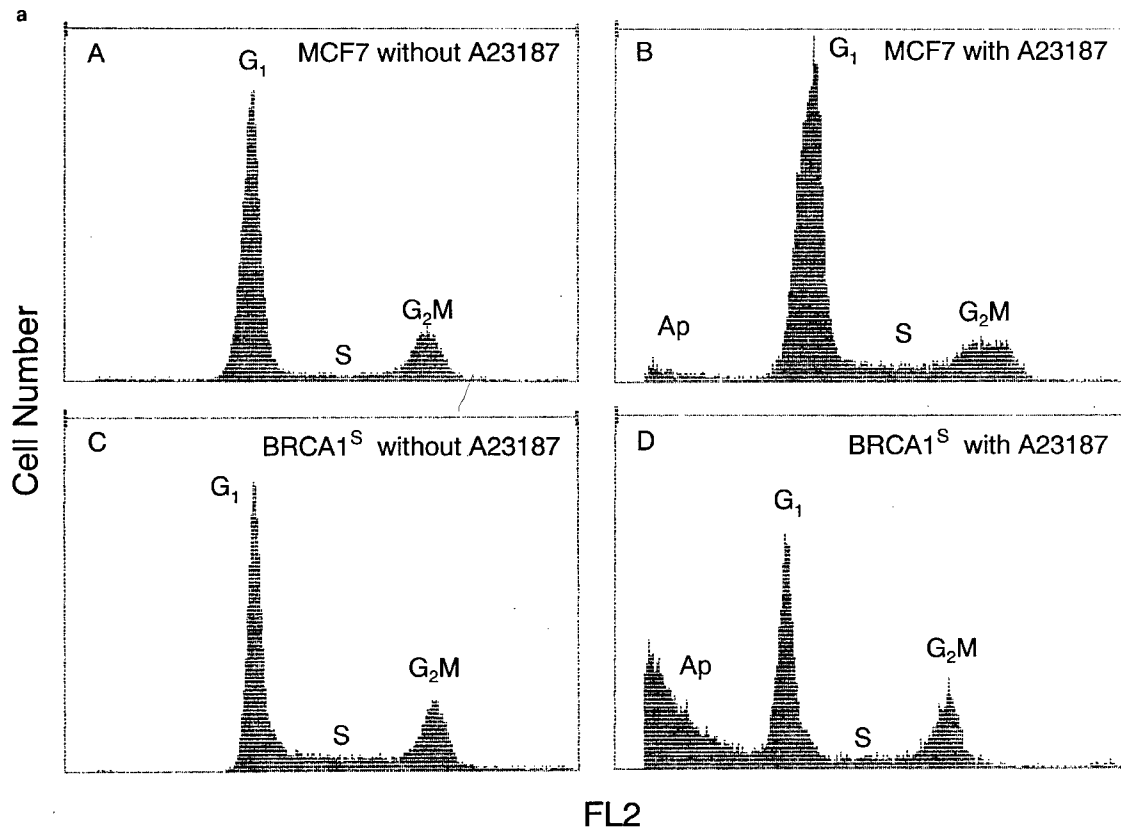 a
A
MCF7 without A23187
G₁
S
G₂M
B
MCF7 with A23187
G₁
Ap
S
G₂M
C
BRCA1ˢ without A23187
G₁
S
G₂M
D
BRCA1ˢ with A23187
G₁
Ap
S
G₂M
Cell Number
FL2